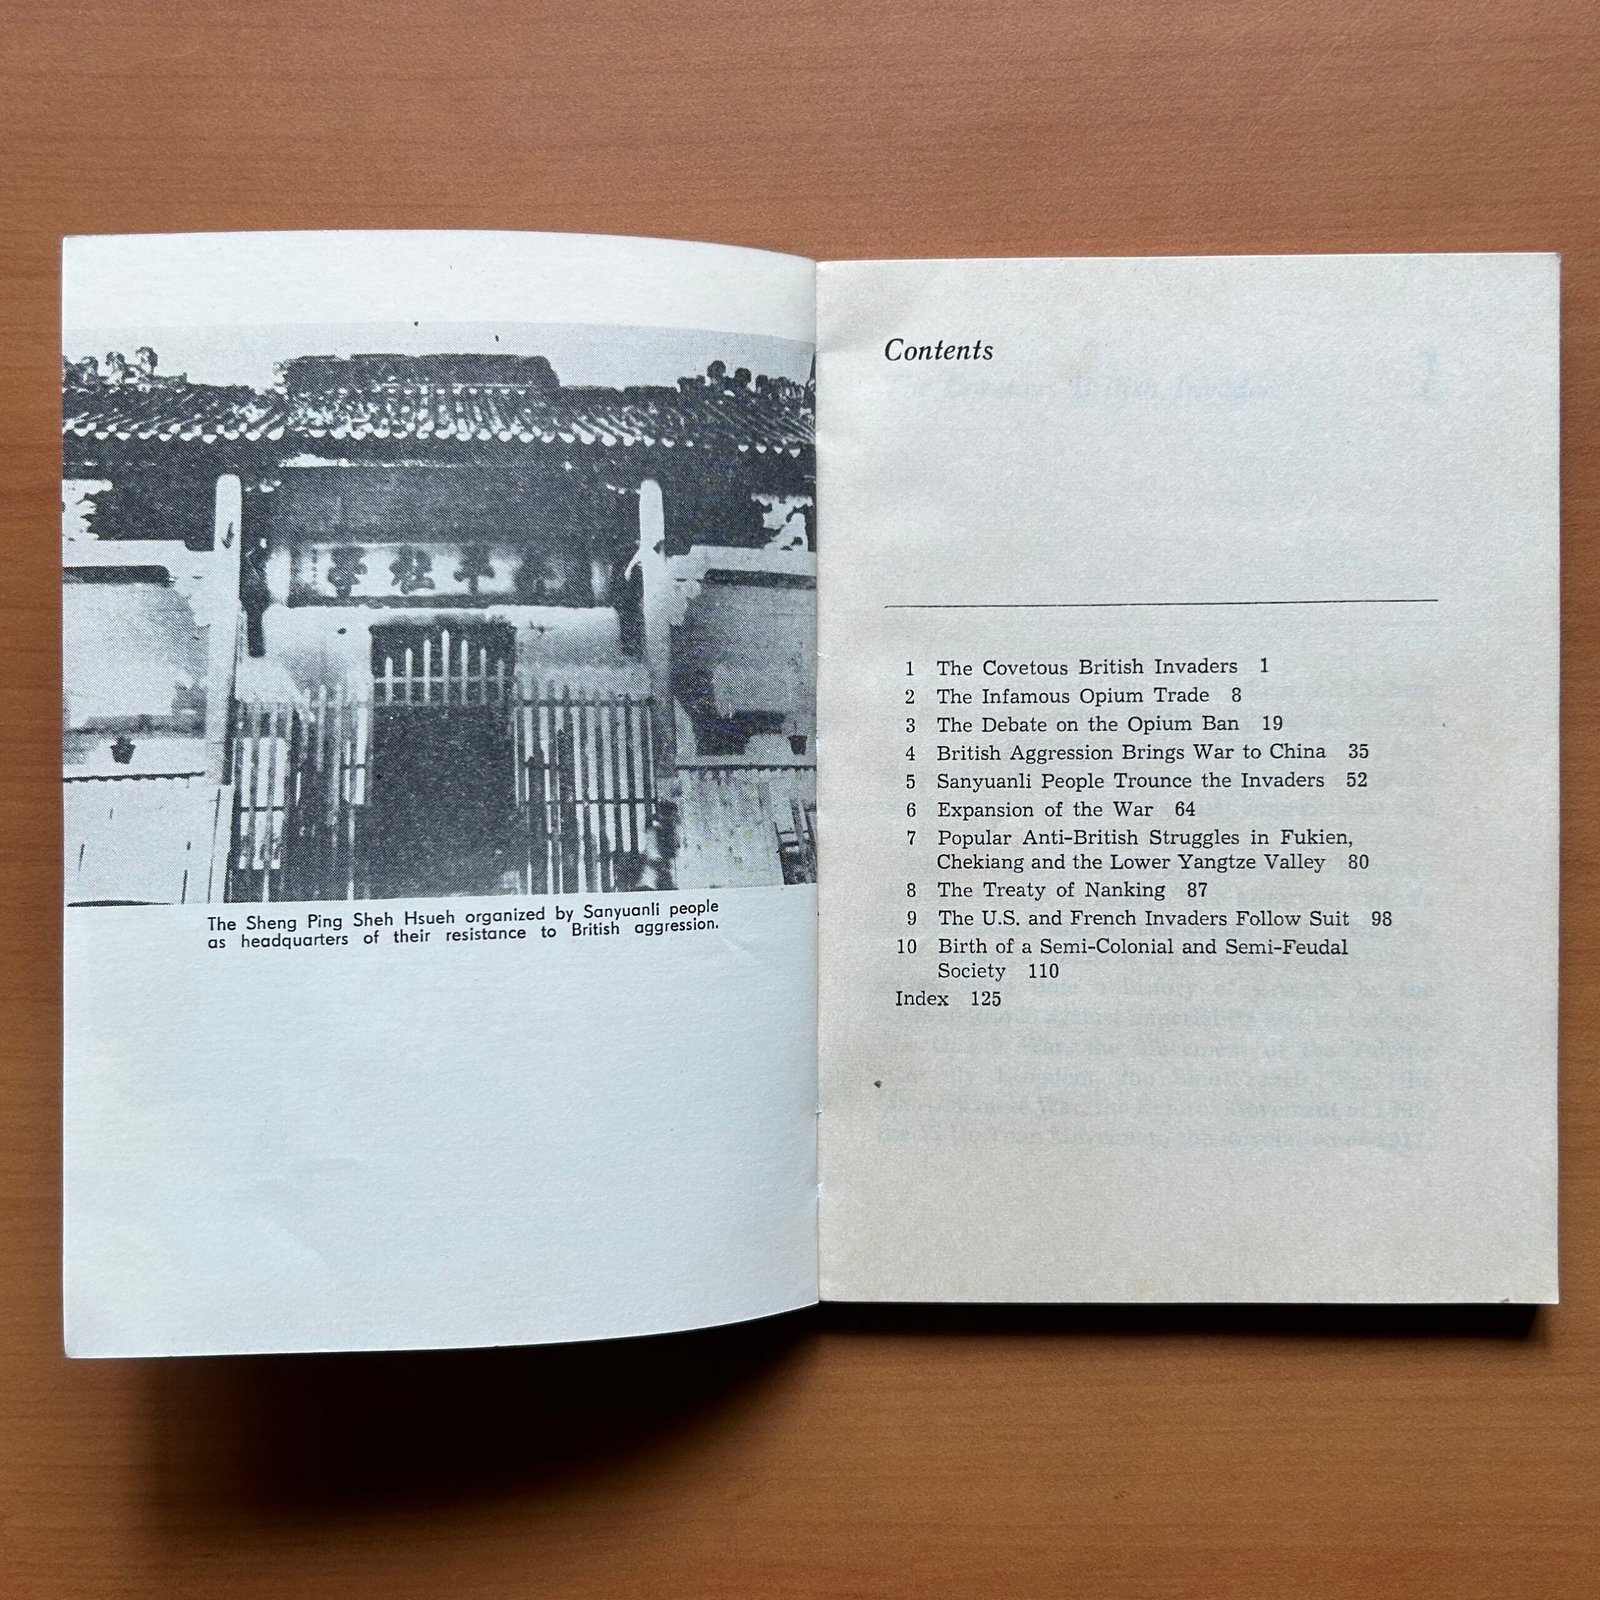 學社平
The Sheng Ping Sheh Hsueh organized by Sanyuanli people
as headquarters of their resistance to British aggression.
Contents
1 The Covetous British Invaders 1
2 The Infamous Opium Trade 8
3 The Debate on the Opium Ban 19
4 British Aggression Brings War to China 35
5 Sanyuanli People Trounce the Invaders 52
6 Expansion of the War 64
7 Popular Anti-British Struggles in Fukien,
Chekiang and the Lower Yangtze Valley 80
8 The Treaty of Nanking 87
9 The U.S. and French Invaders Follow Suit 98
10 Birth of a Semi-Colonial and Semi-Feudal
Society 110
Index 125